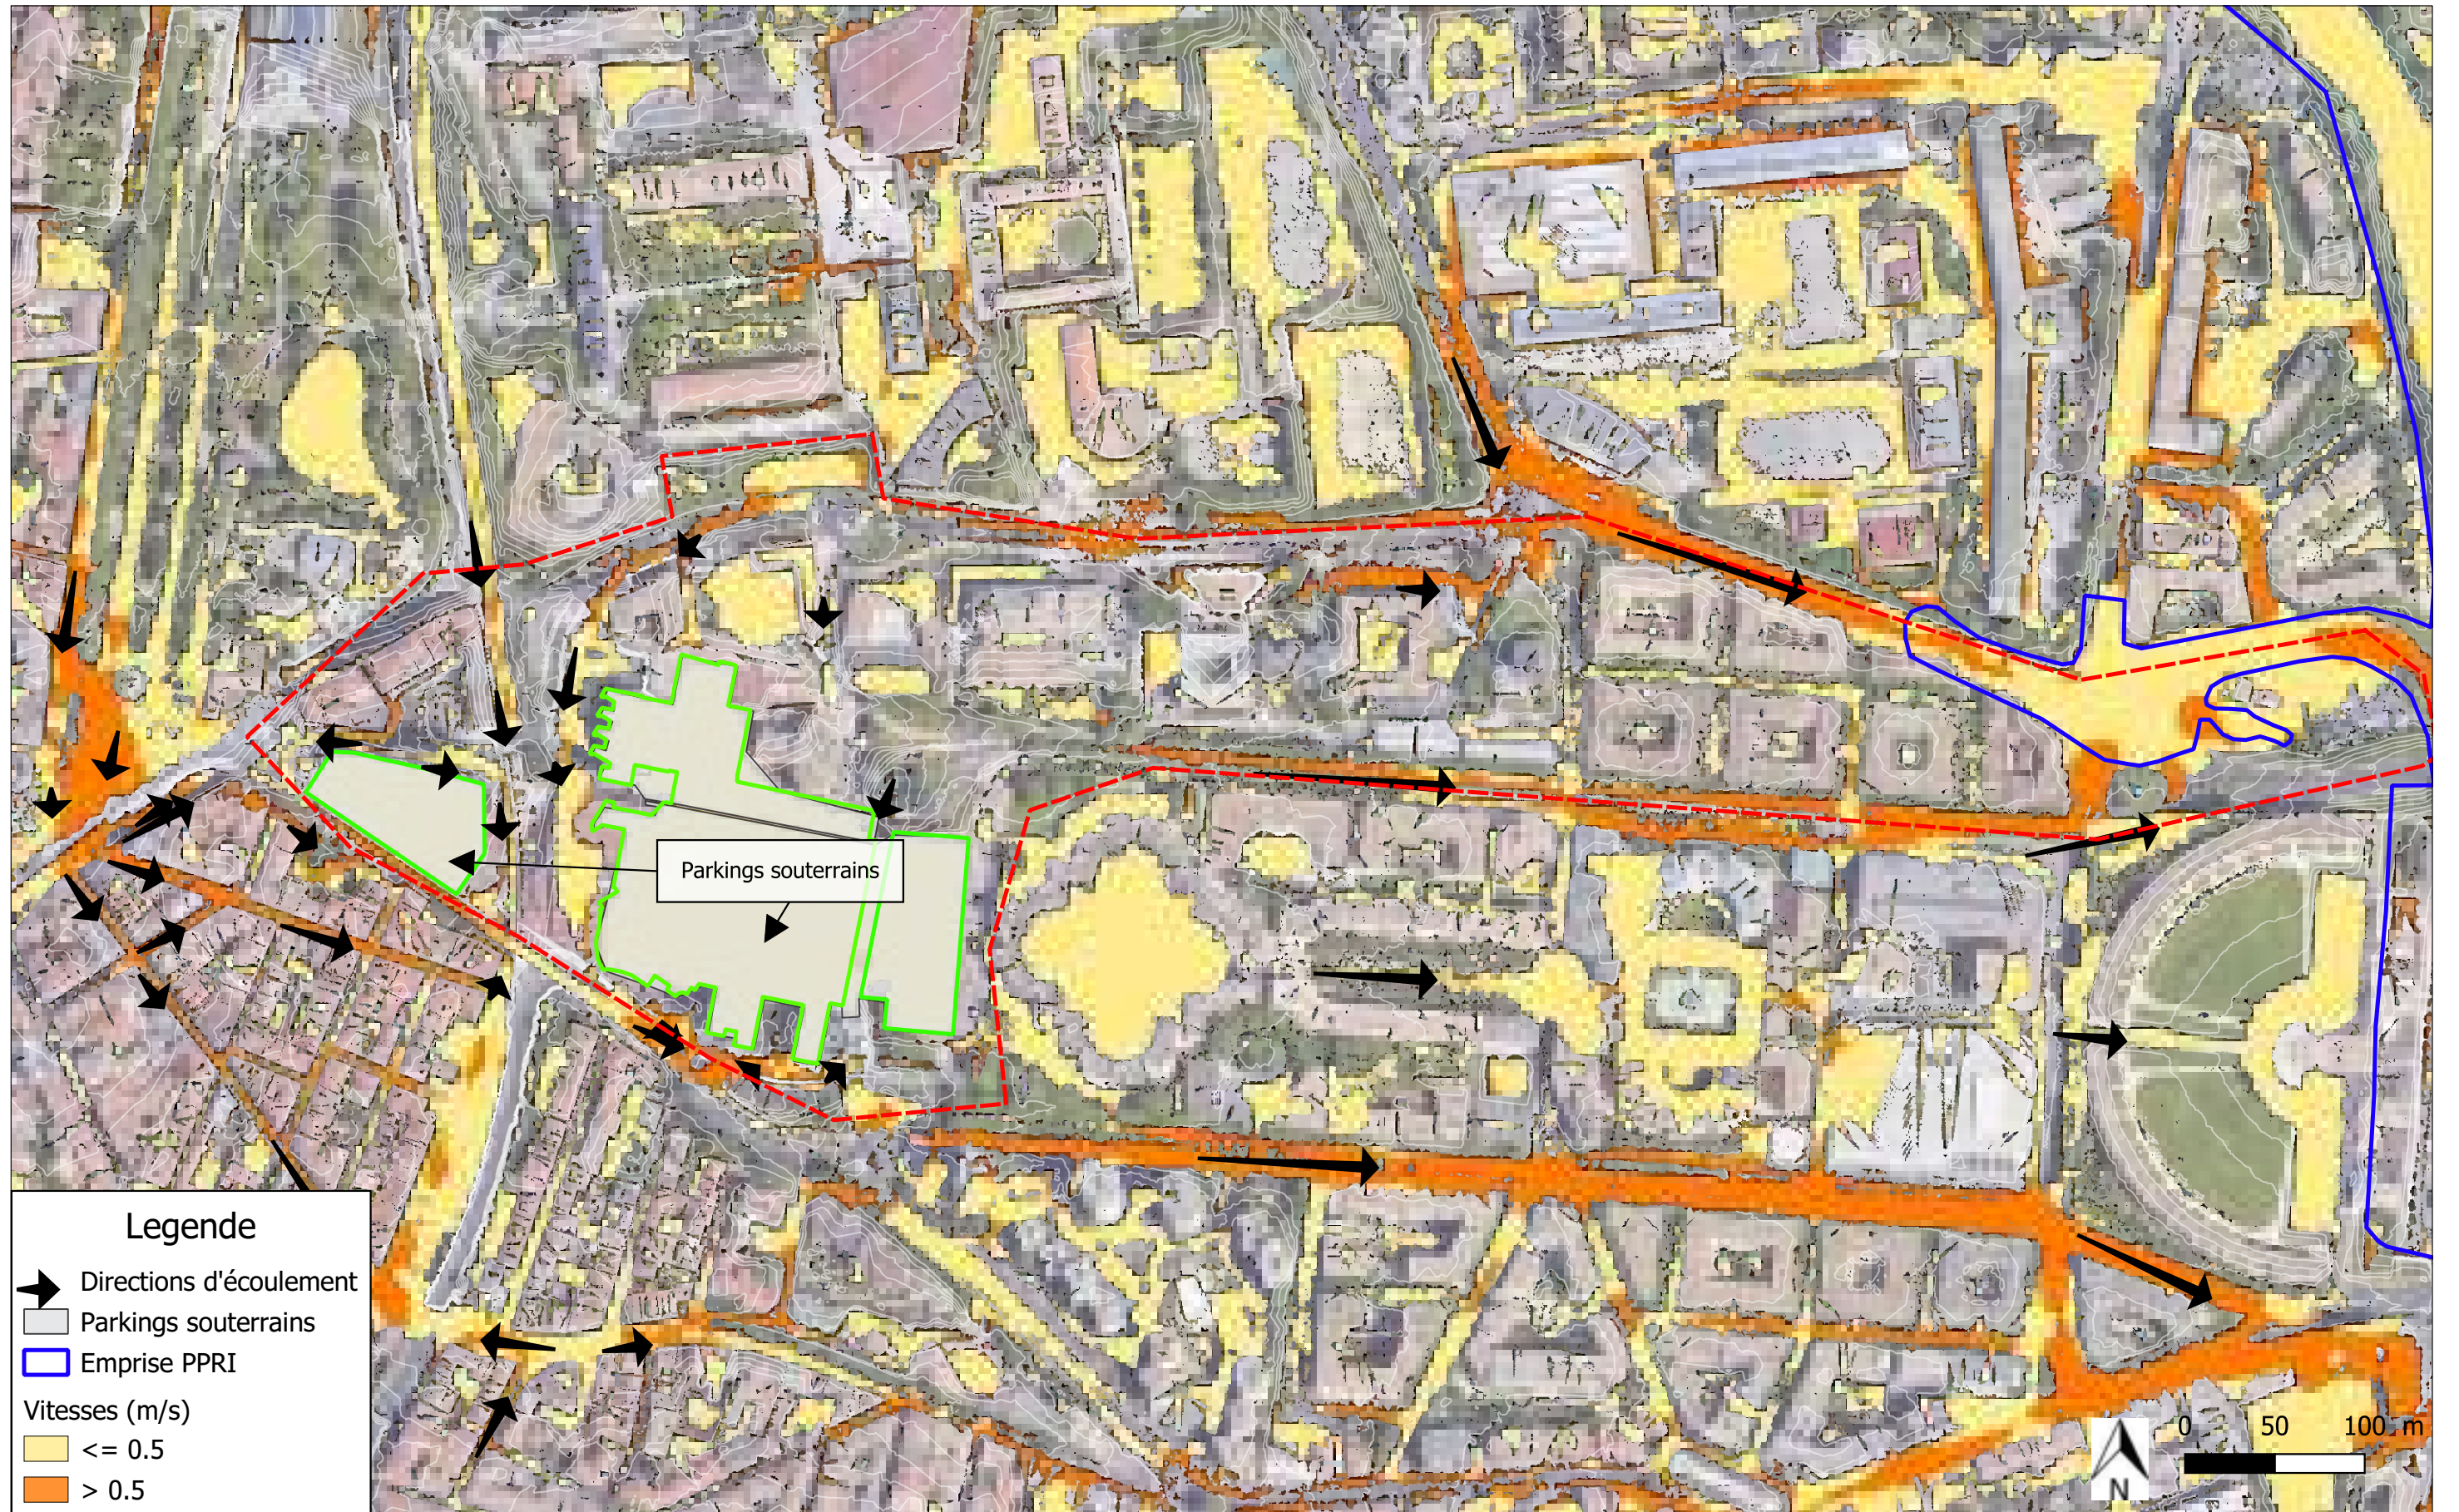 Parkings souterrains
Legende
Directions d'écoulement
Parkings souterrains
Emprise PPRI
Vitesses (m/s)
<= 0.5
> 0.5
0 50 100 m
N